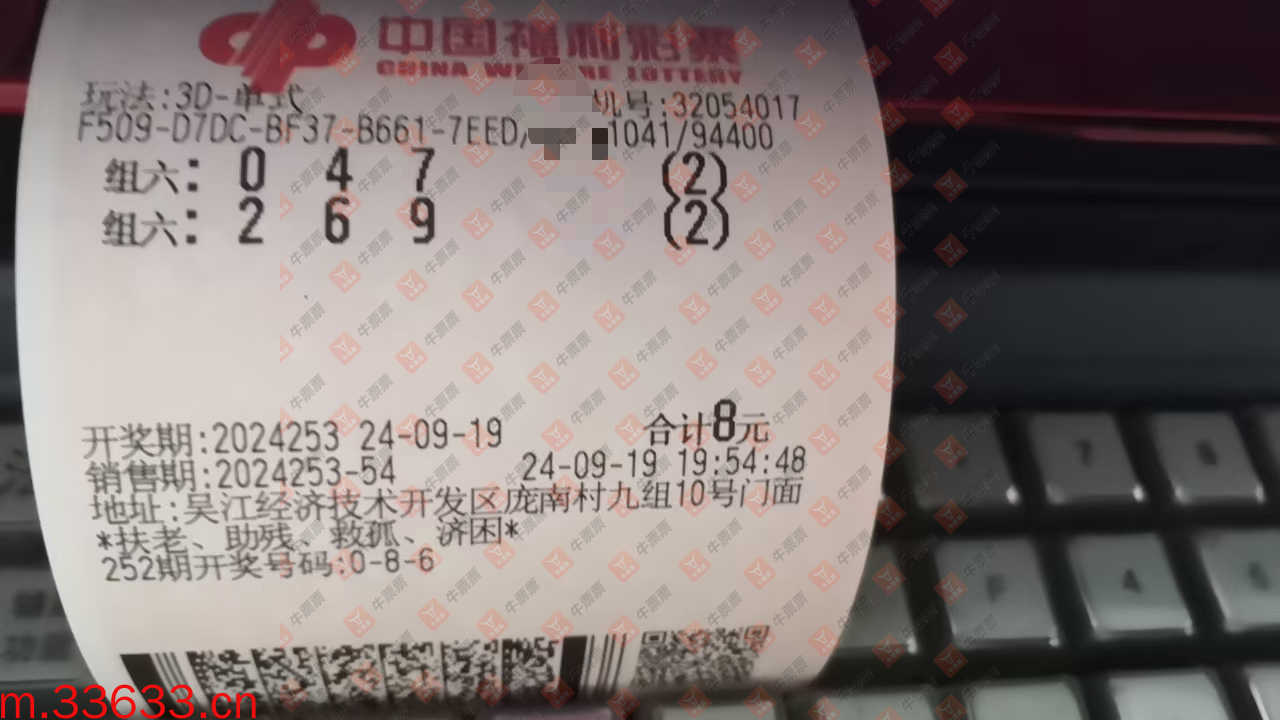 中国福利彩票
CHINA WELFARE LOTTERY
玩法:3D-单式
机号:32054017
F509-D7DC-BF37-B661-7EED/ 1041/94400
组六: 0 4 7 (2)
组六: 2 6 9 (2)
开奖期:2024253 24-09-19 合计8元
销售期:2024253-54 24-09-19 19:54:48
地址:吴江经济技术开发区庞南村九组10号门面
*扶老、助残、救孤、济困*
252期开奖号码:0-8-6
牛票票
m.33633.cn